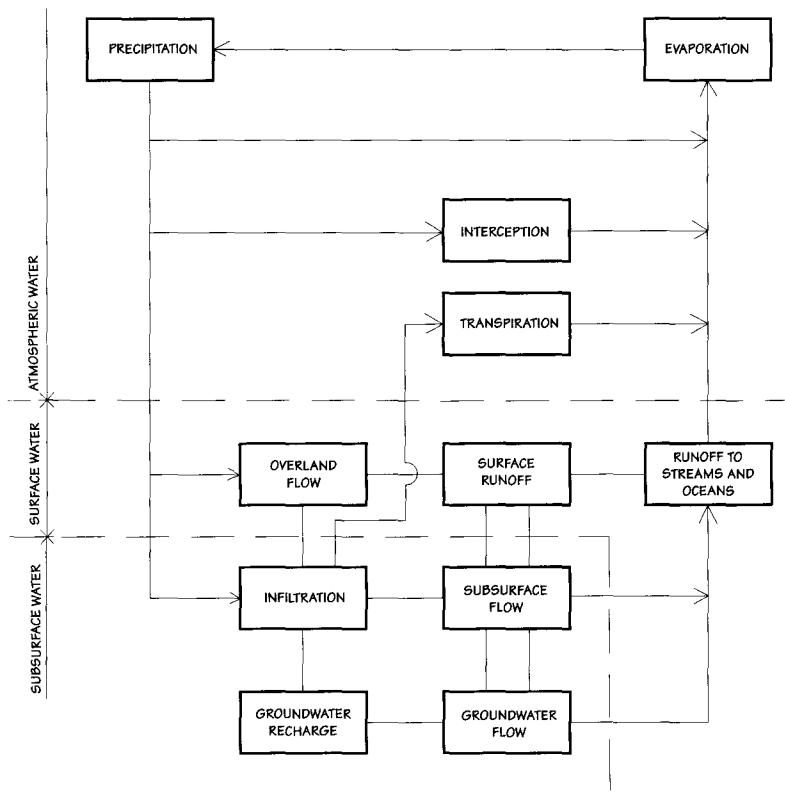 PRECIPITATION
EVAPORATION
INTERCEPTION
TRANSPIRATION
ATMOSPHERIC WATER
OVERLAND
FLOW
SURFACE
RUNOFF
RUNOFF TO
STREAMS AND
OCEANS
SURFACE WATER
INFILTRATION
SUBSURFACE
FLOW
SUBSURFACE WATER
GROUNDWATER
RECHARGE
GROUNDWATER
FLOW